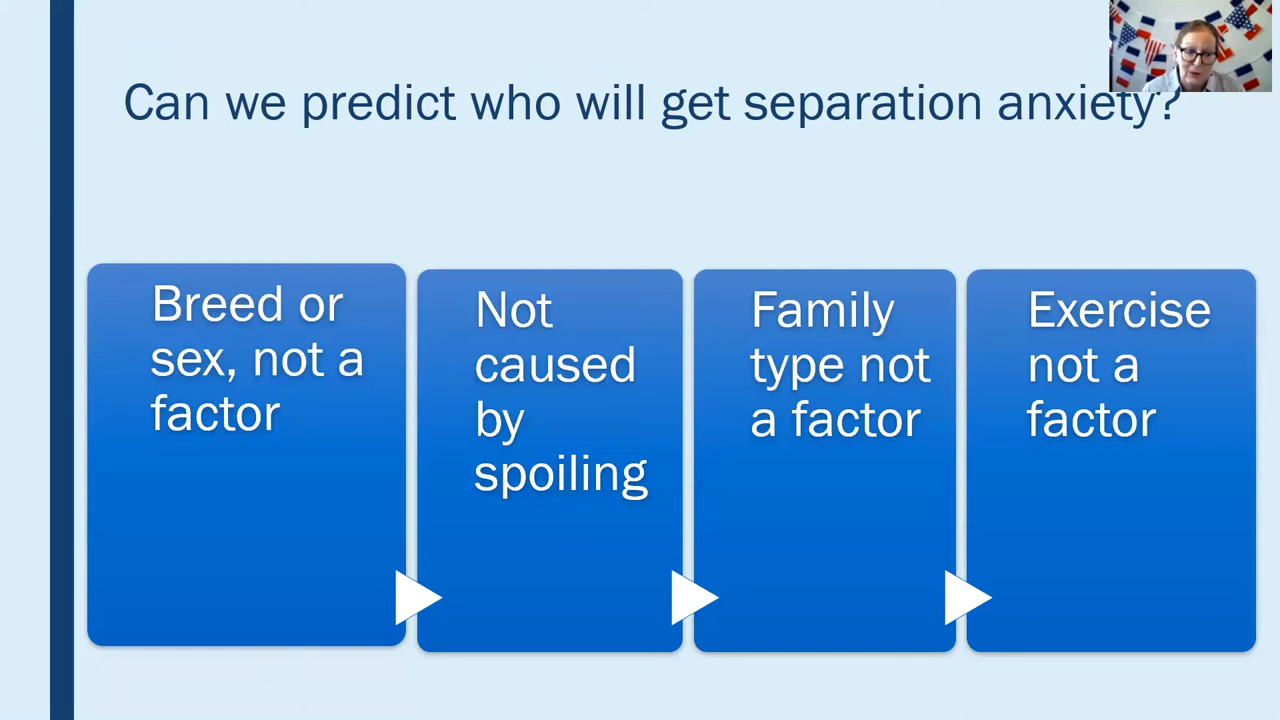 Can we predict who will get separation anxiety?
Breed or
sex, not a
factor
Not
caused
by
spoiling
Family
type not
a factor
Exercise
not a
factor